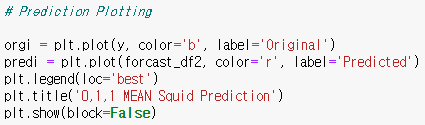 # Prediction Plotting
orgi = plt.plot(y, color='b', label='Original')
predi = plt.plot(forcast_df2, color='r', label='Predicted')
plt.legend(loc='best')
plt.title('0,1,1 MEAN Squid Prediction')
plt.show(block=False)